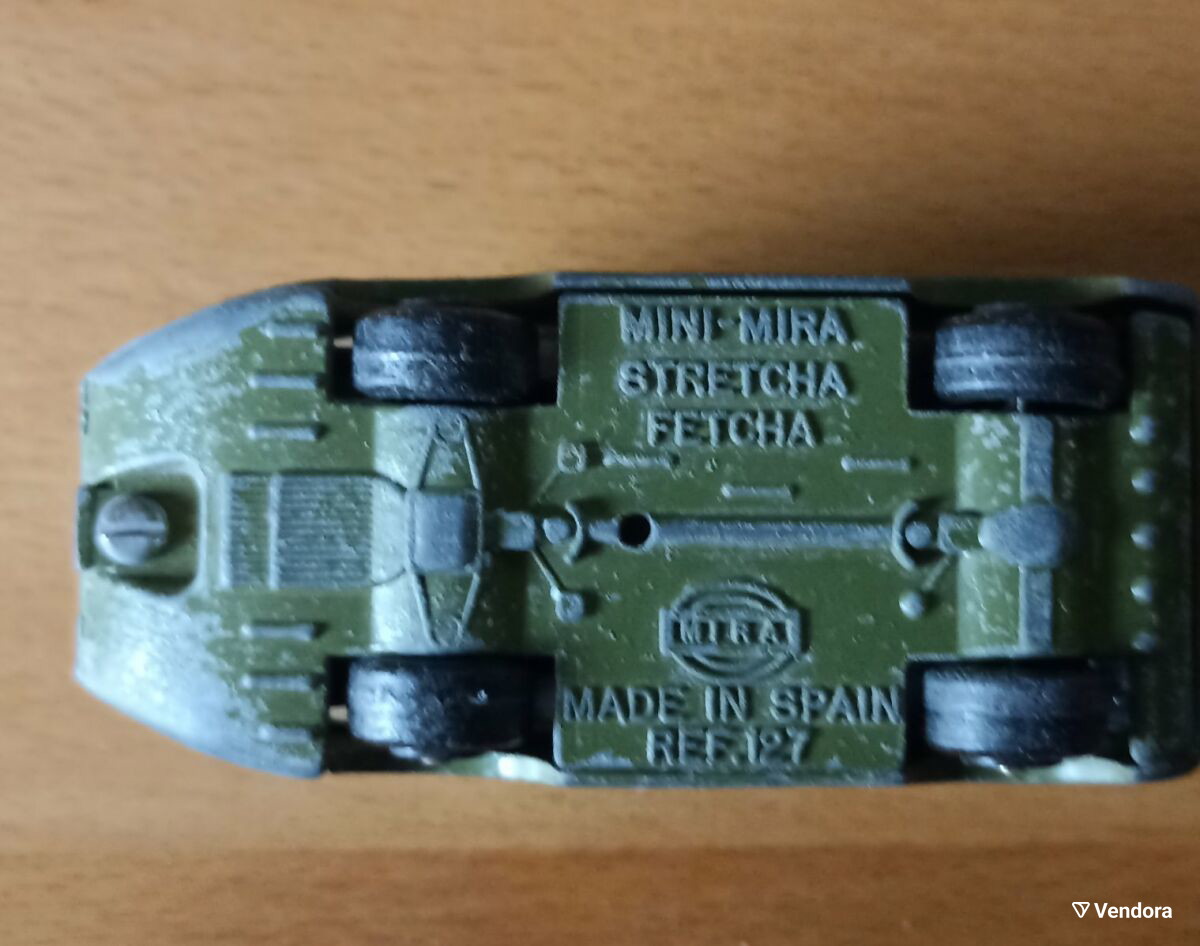 MINI-MIRA.
STRETCHA
FETCHA
MIRA
MADE IN SPAIN
REF.127
Vendora